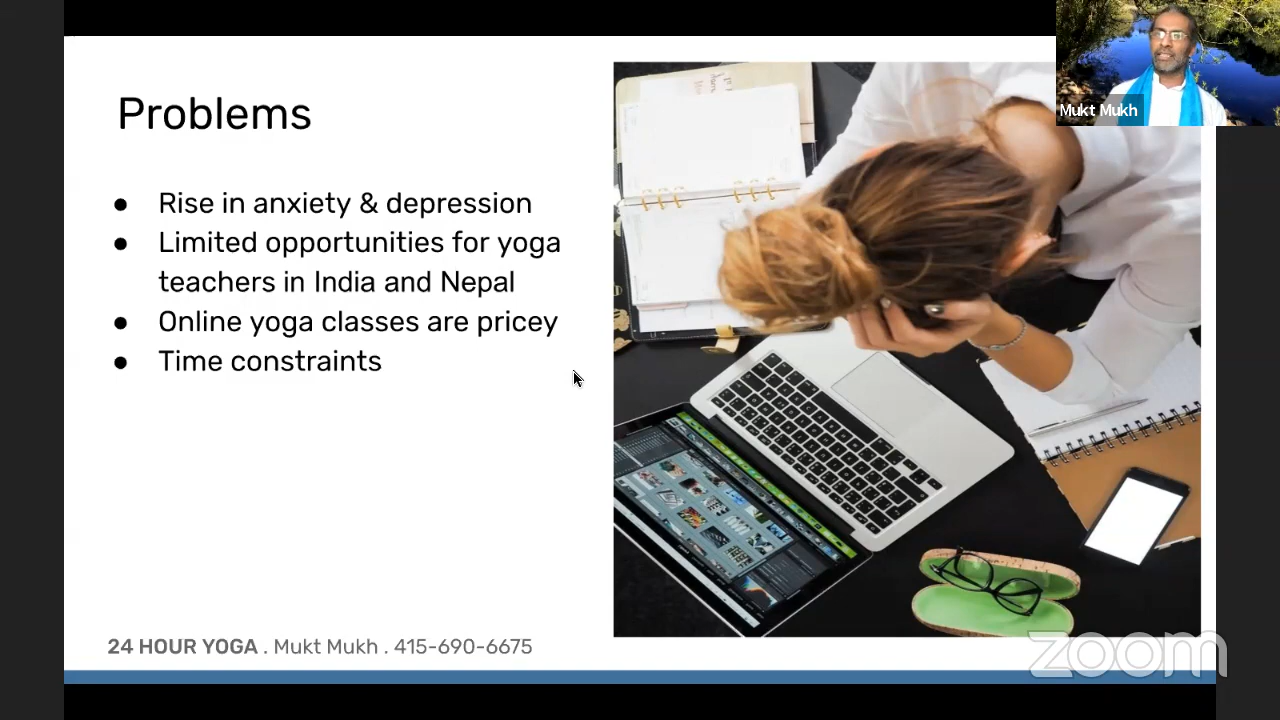 Problems
● Rise in anxiety & depression
● Limited opportunities for yoga
teachers in India and Nepal
● Online yoga classes are pricey
● Time constraints
24 HOUR YOGA . Mukt Mukh . 415-690-6675
Mukt Mukh
zoom